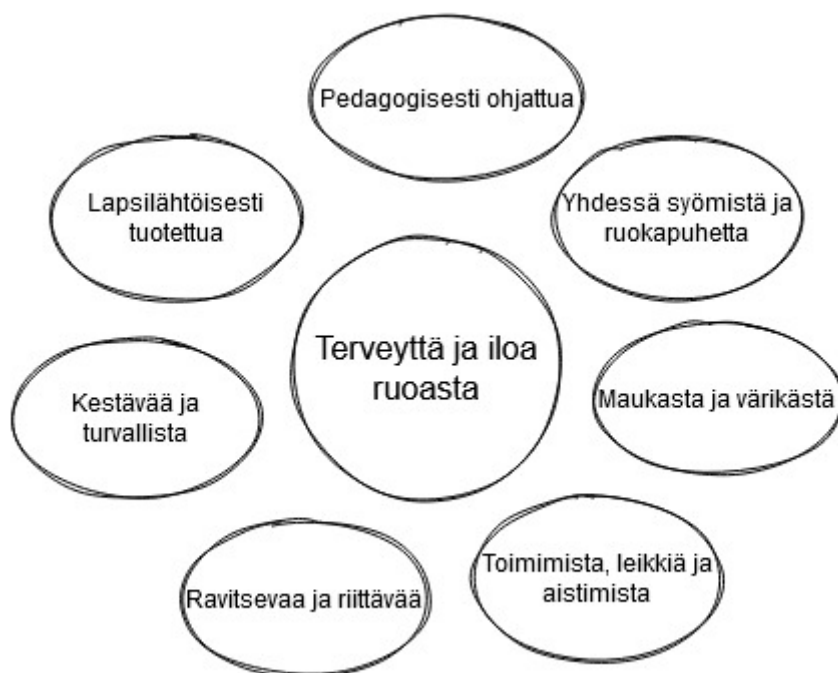 Pedagogisesti ohjattua
Lapsilähtöisesti
tuotettua
Yhdessä syömistä ja
ruokapuhetta
Terveyttä ja iloa
ruoasta
Kestävää ja
turvallista
Maukasta ja värikästä
Ravitsevaa ja riittävää
Toimimista, leikkiä ja
aistimista